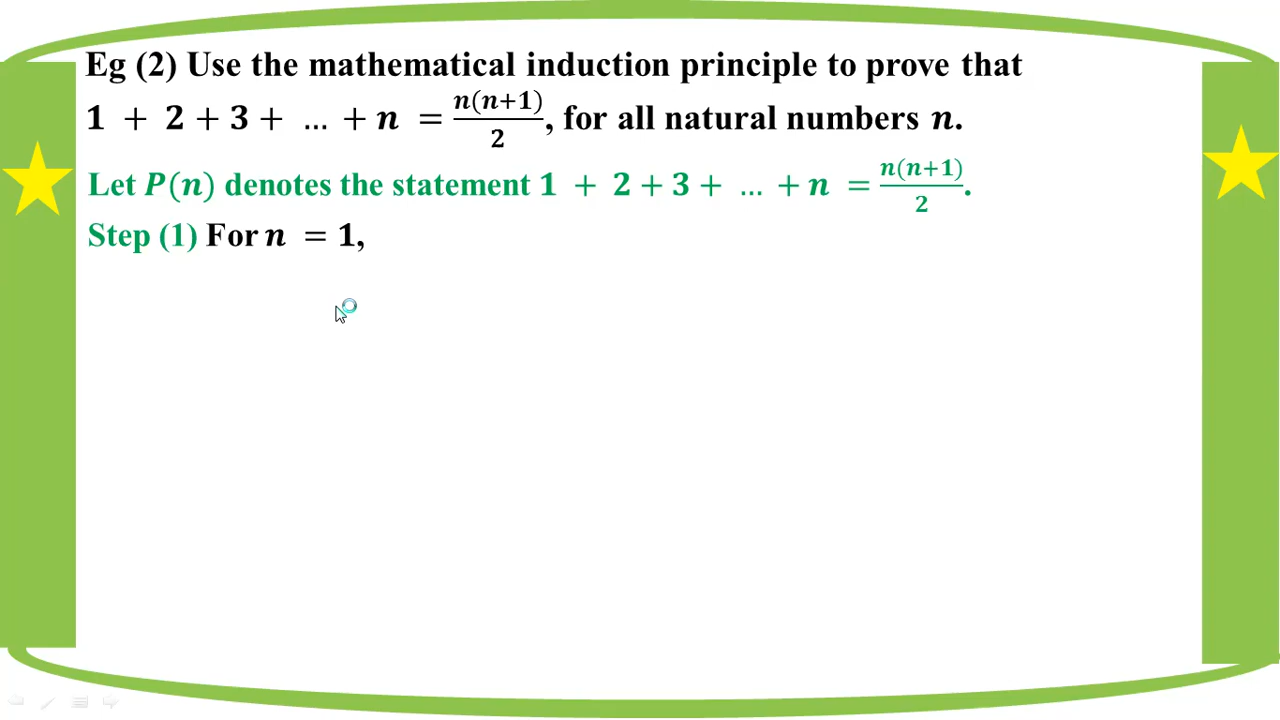 Eg (2) Use the mathematical induction principle to prove that
1 + 2 + 3 + … + n = n(n+1)/2, for all natural numbers n.
Let P(n) denotes the statement 1 + 2 + 3 + … + n = n(n+1)/2.
Step (1) For n = 1,